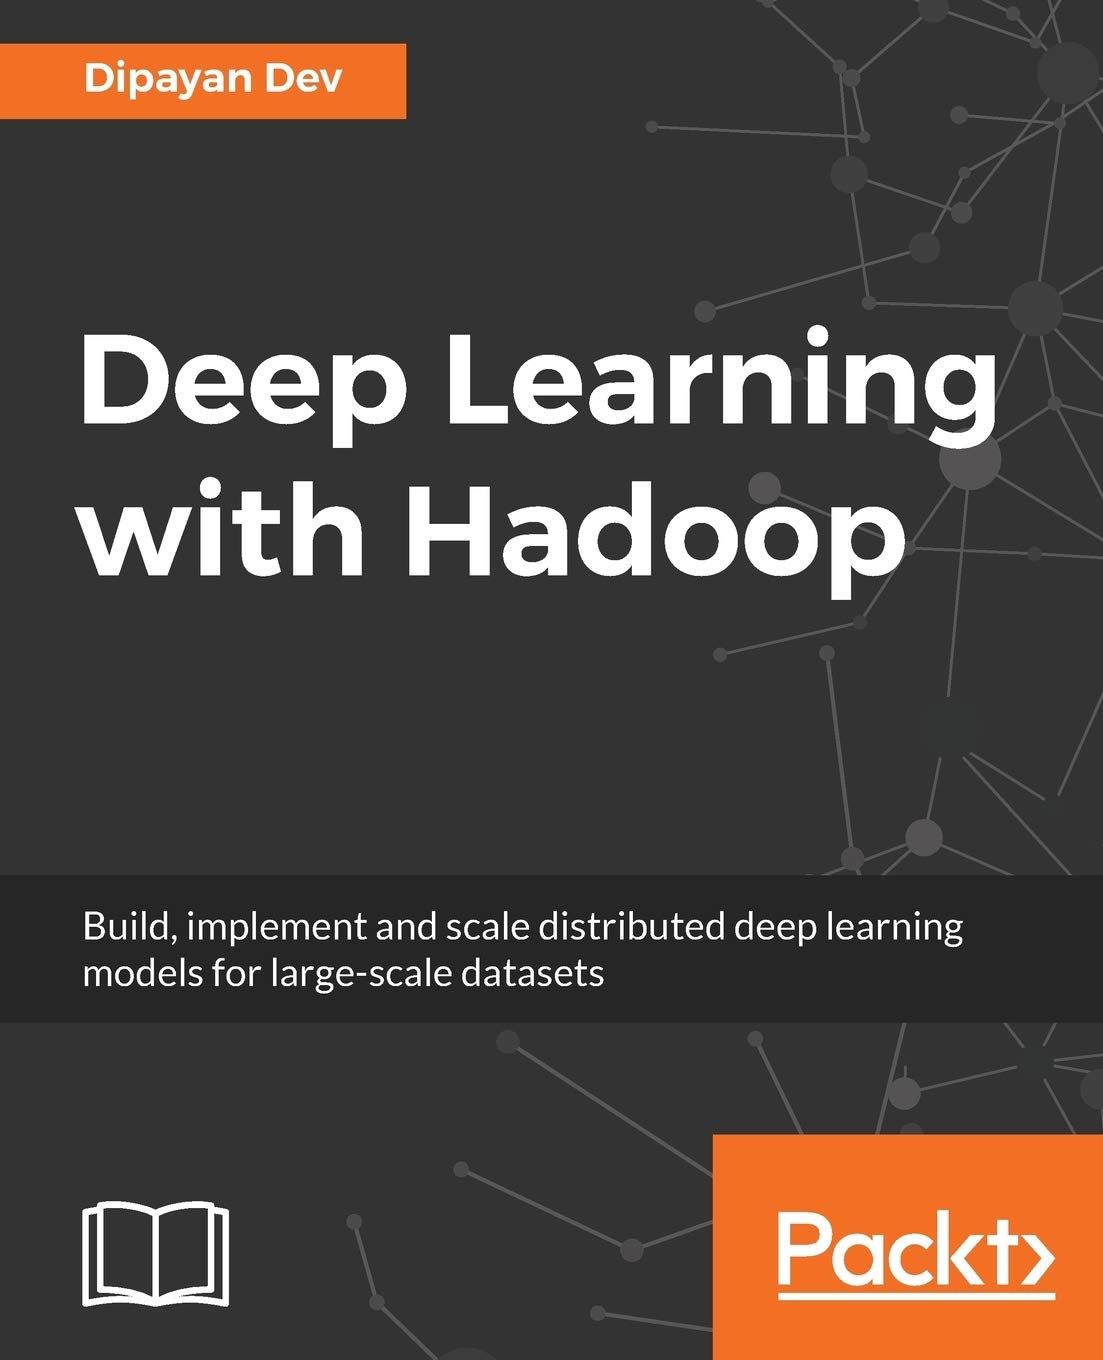 Dipayan Dev
Deep Learning
with Hadoop
Build, implement and scale distributed deep learning
models for large-scale datasets
Packt